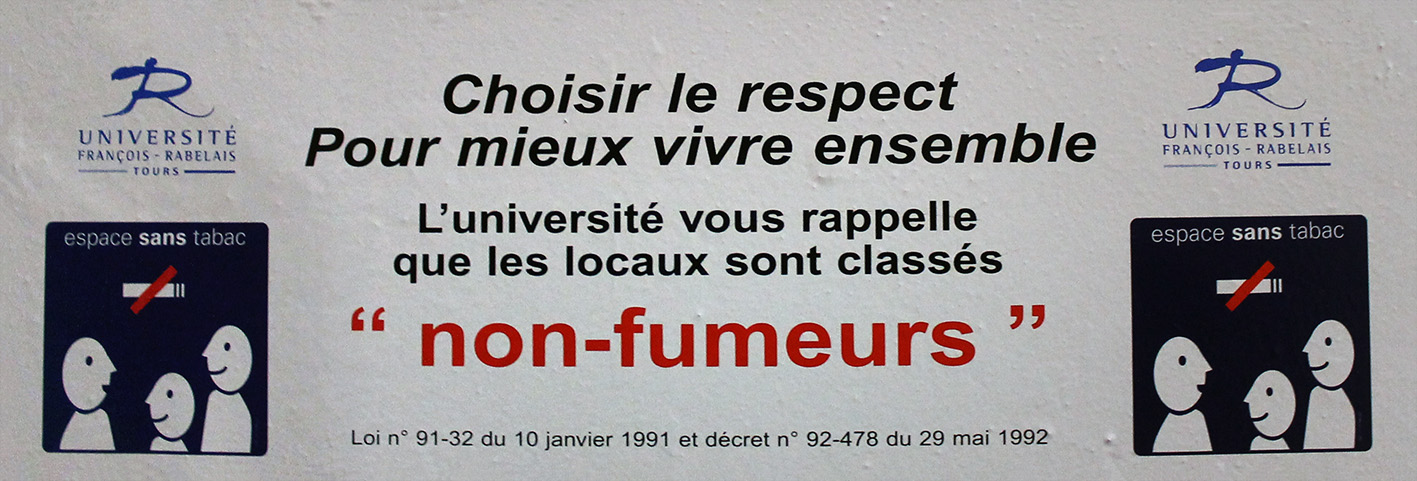 UNIVERSITÉ
FRANÇOIS - RABELAIS
TOURS
espace sans tabac
Choisir le respect
Pour mieux vivre ensemble
L'université vous rappelle
que les locaux sont classés
“ non-fumeurs ”
Loi n° 91-32 du 10 janvier 1991 et décret n° 92-478 du 29 mai 1992
UNIVERSITÉ
FRANÇOIS - RABELAIS
TOURS
espace sans tabac